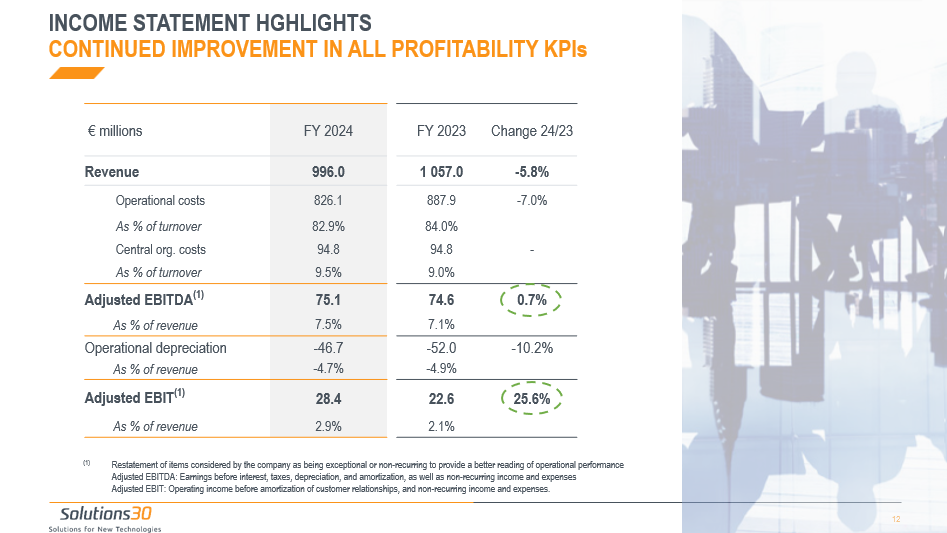 INCOME STATEMENT HGHLIGHTS
CONTINUED IMPROVEMENT IN ALL PROFITABILITY KPIs
€ millions FY 2024 FY 2023 Change 24/23
Revenue 996.0 1 057.0 -5.8%
Operational costs 826.1 887.9 -7.0%
As % of turnover 82.9% 84.0%
Central org. costs 94.8 94.8 -
As % of turnover 9.5% 9.0%
Adjusted EBITDA(1) 75.1 74.6 0.7%
As % of revenue 7.5% 7.1%
Operational depreciation -46.7 -52.0 -10.2%
As % of revenue -4.7% -4.9%
Adjusted EBIT(1) 28.4 22.6 25.6%
As % of revenue 2.9% 2.1%
(1) Restatement of items considered by the company as being exceptional or non-recurring to provide a better reading of operational performance
Adjusted EBITDA: Earnings before interest, taxes, depreciation, and amortization, as well as non-recurring income and expenses
Adjusted EBIT: Operating income before amortization of customer relationships, and non-recurring income and expenses.
Solutions30
Solutions for New Technologies
12